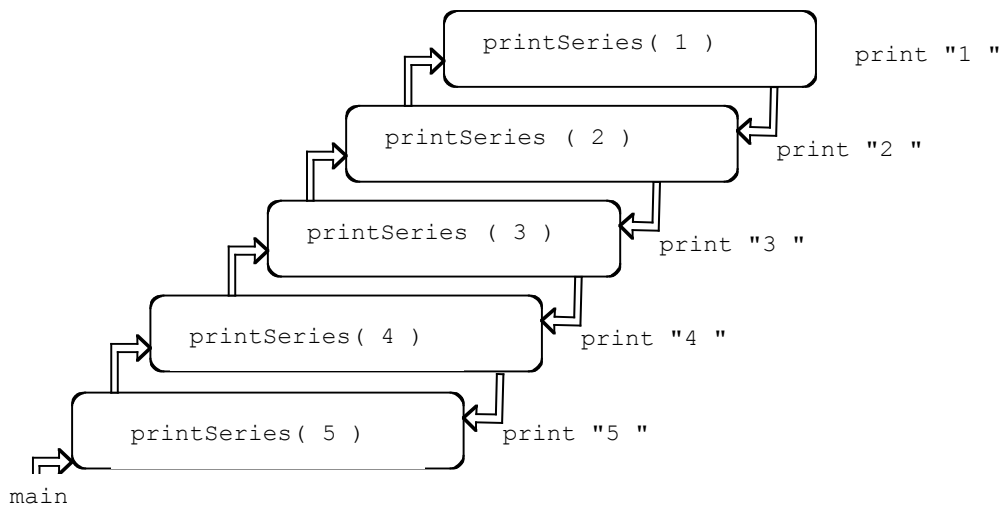 printSeries( 1 )
print "1 "
printSeries ( 2 )
print "2 "
printSeries ( 3 )
print "3 "
printSeries( 4 )
print "4 "
printSeries( 5 )
print "5 "
main